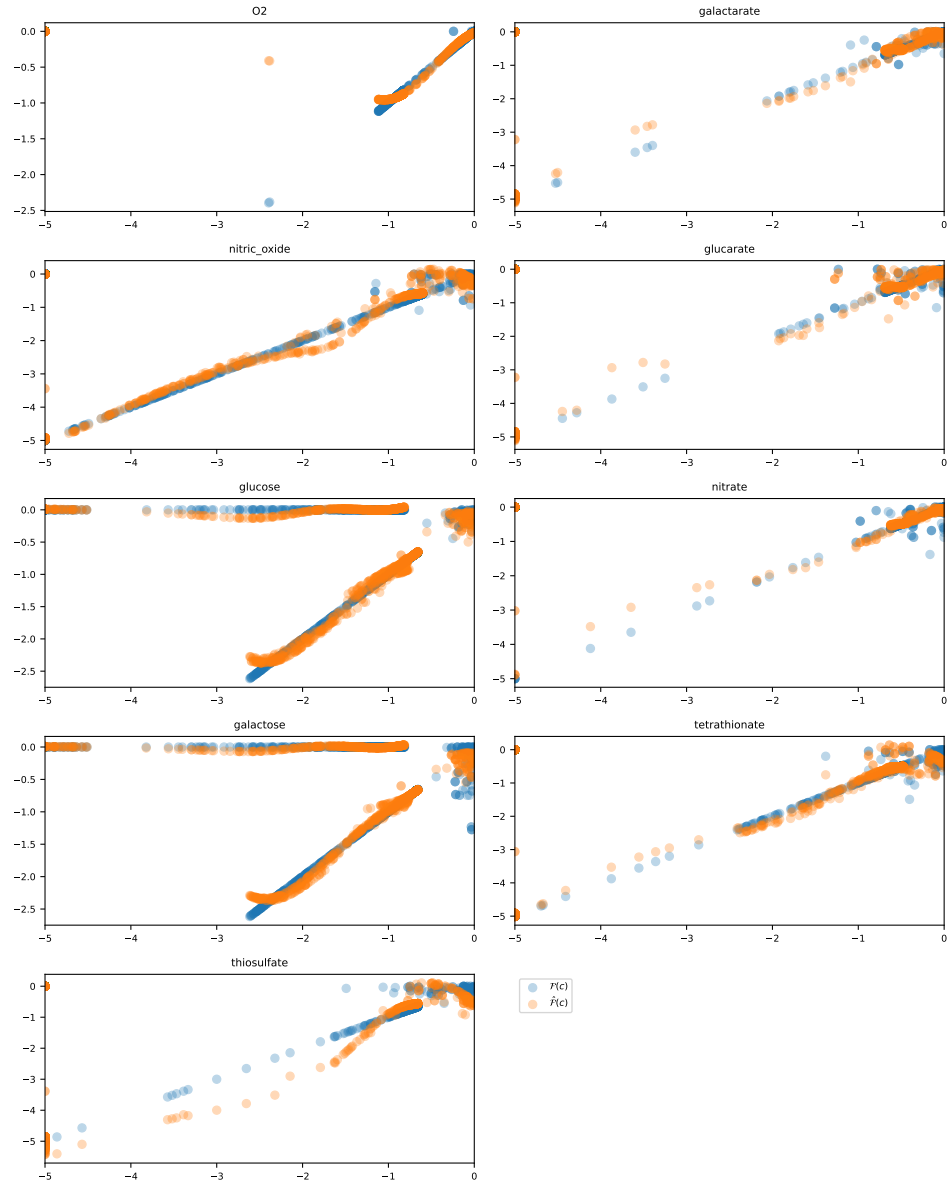 O2
0.0
−0.5
−1.0
−1.5
−2.0
−2.5
−5 −4 −3 −2 −1 0
galactarate
0
−1
−2
−3
−4
−5
−5 −4 −3 −2 −1 0
nitric_oxide
0
−1
−2
−3
−4
−5
−5 −4 −3 −2 −1 0
glucarate
0
−1
−2
−3
−4
−5
−5 −4 −3 −2 −1 0
glucose
0.0
−0.5
−1.0
−1.5
−2.0
−2.5
−5 −4 −3 −2 −1 0
nitrate
0
−1
−2
−3
−4
−5
−5 −4 −3 −2 −1 0
galactose
0.0
−0.5
−1.0
−1.5
−2.0
−2.5
−5 −4 −3 −2 −1 0
tetrathionate
0
−1
−2
−3
−4
−5
−5 −4 −3 −2 −1 0
thiosulfate
0
−1
−2
−3
−4
−5
−5 −4 −3 −2 −1 0
𝓕(c)
𝓕̂(c)